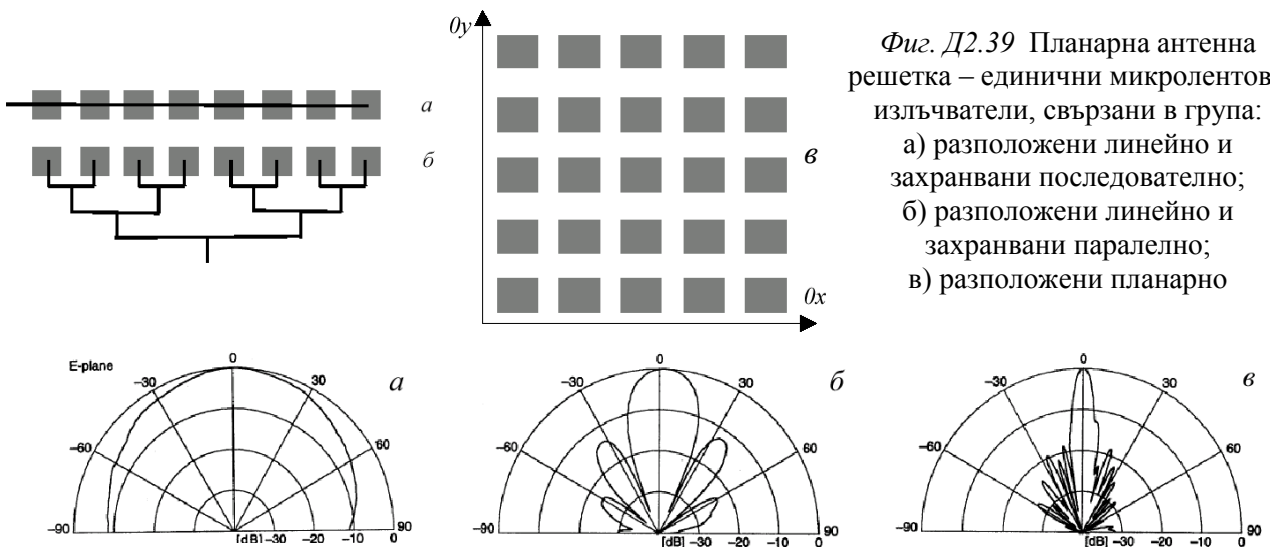 0y
а
б
в
0x
Фиг. Д2.39 Планарна антенна
решетка – единични микролентов
излъчватели, свързани в група:
а) разположени линейно и
захранвани последователно;
б) разположени линейно и
захранвани паралелно;
в) разположени планарно
E-plane
0
–30
30
–60
60
–90
90
[dB] –30 –20 –10 0
а
0
–30
30
–60
60
–90
90
[dB] –30 –20 –10 0
б
0
–30
30
–60
60
–90
90
[dB] –30 –20 –10 0
в